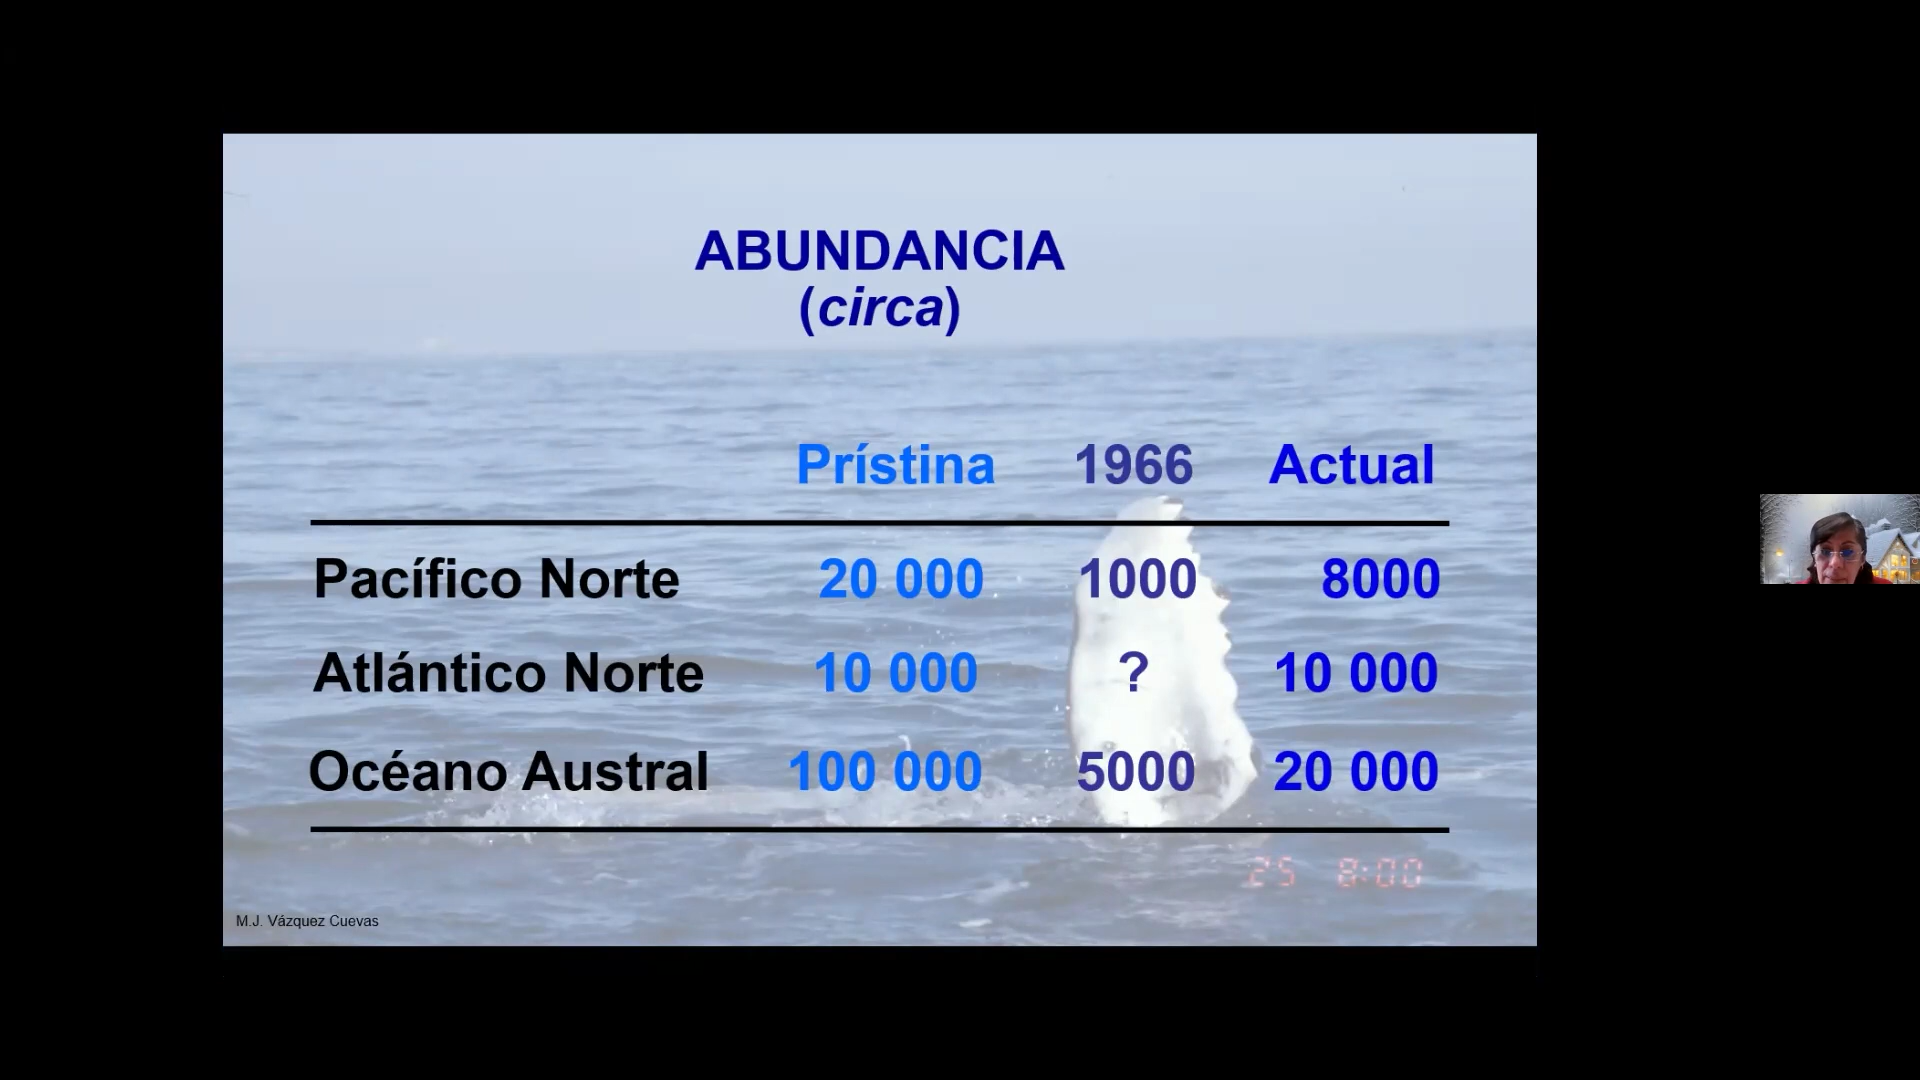 ABUNDANCIA
(circa)
Prístina 1966 Actual
Pacífico Norte 20 000 1000 8000
Atlántico Norte 10 000 ? 10 000
Océano Austral 100 000 5000 20 000
25 8:00
M.J. Vázquez Cuevas